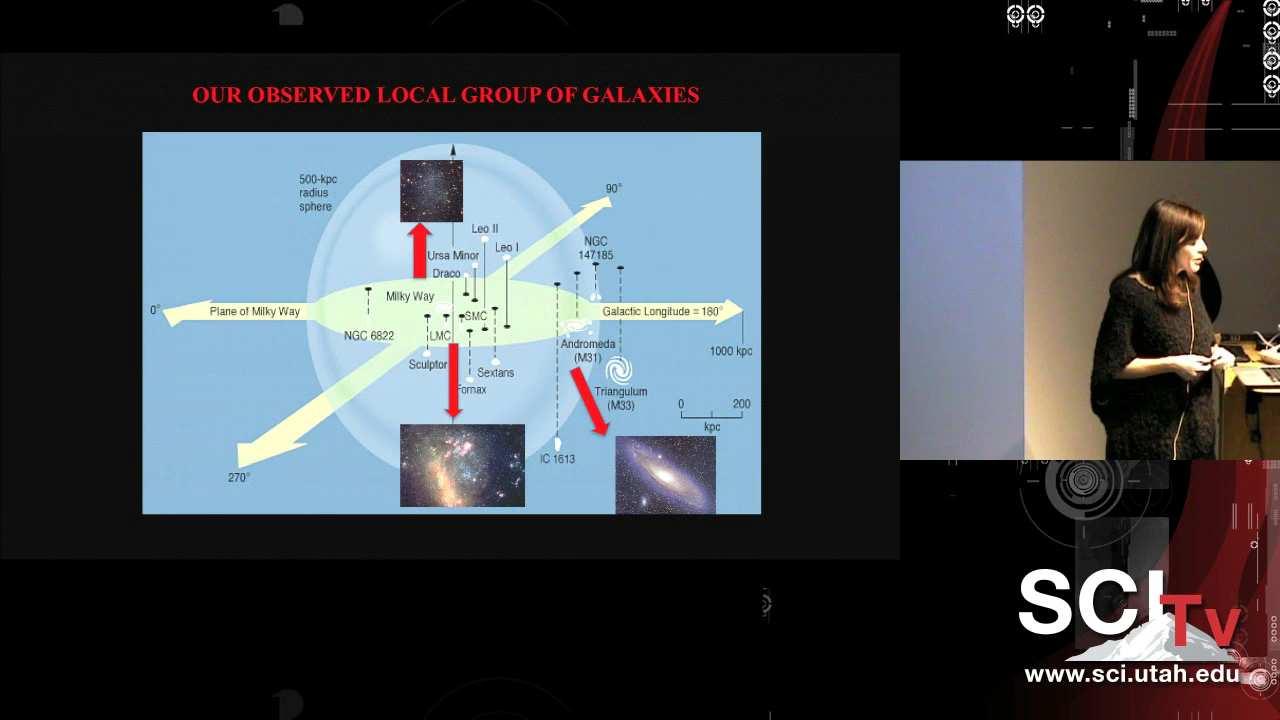 OUR OBSERVED LOCAL GROUP OF GALAXIES
500-kpc
radius
sphere
90°
Leo II
NGC
147185
Leo I
Ursa Minor
Draco
Milky Way
0°
Plane of Milky Way
SMC
Galactic Longitude = 180°
NGC 6822
LMC
Andromeda
(M31)
1000 kpc
Sculptor
Sextans
Fornax
Triangulum
(M33)
0
200
kpc
IC 1613
270°
SCI
TV
www.sci.utah.edu